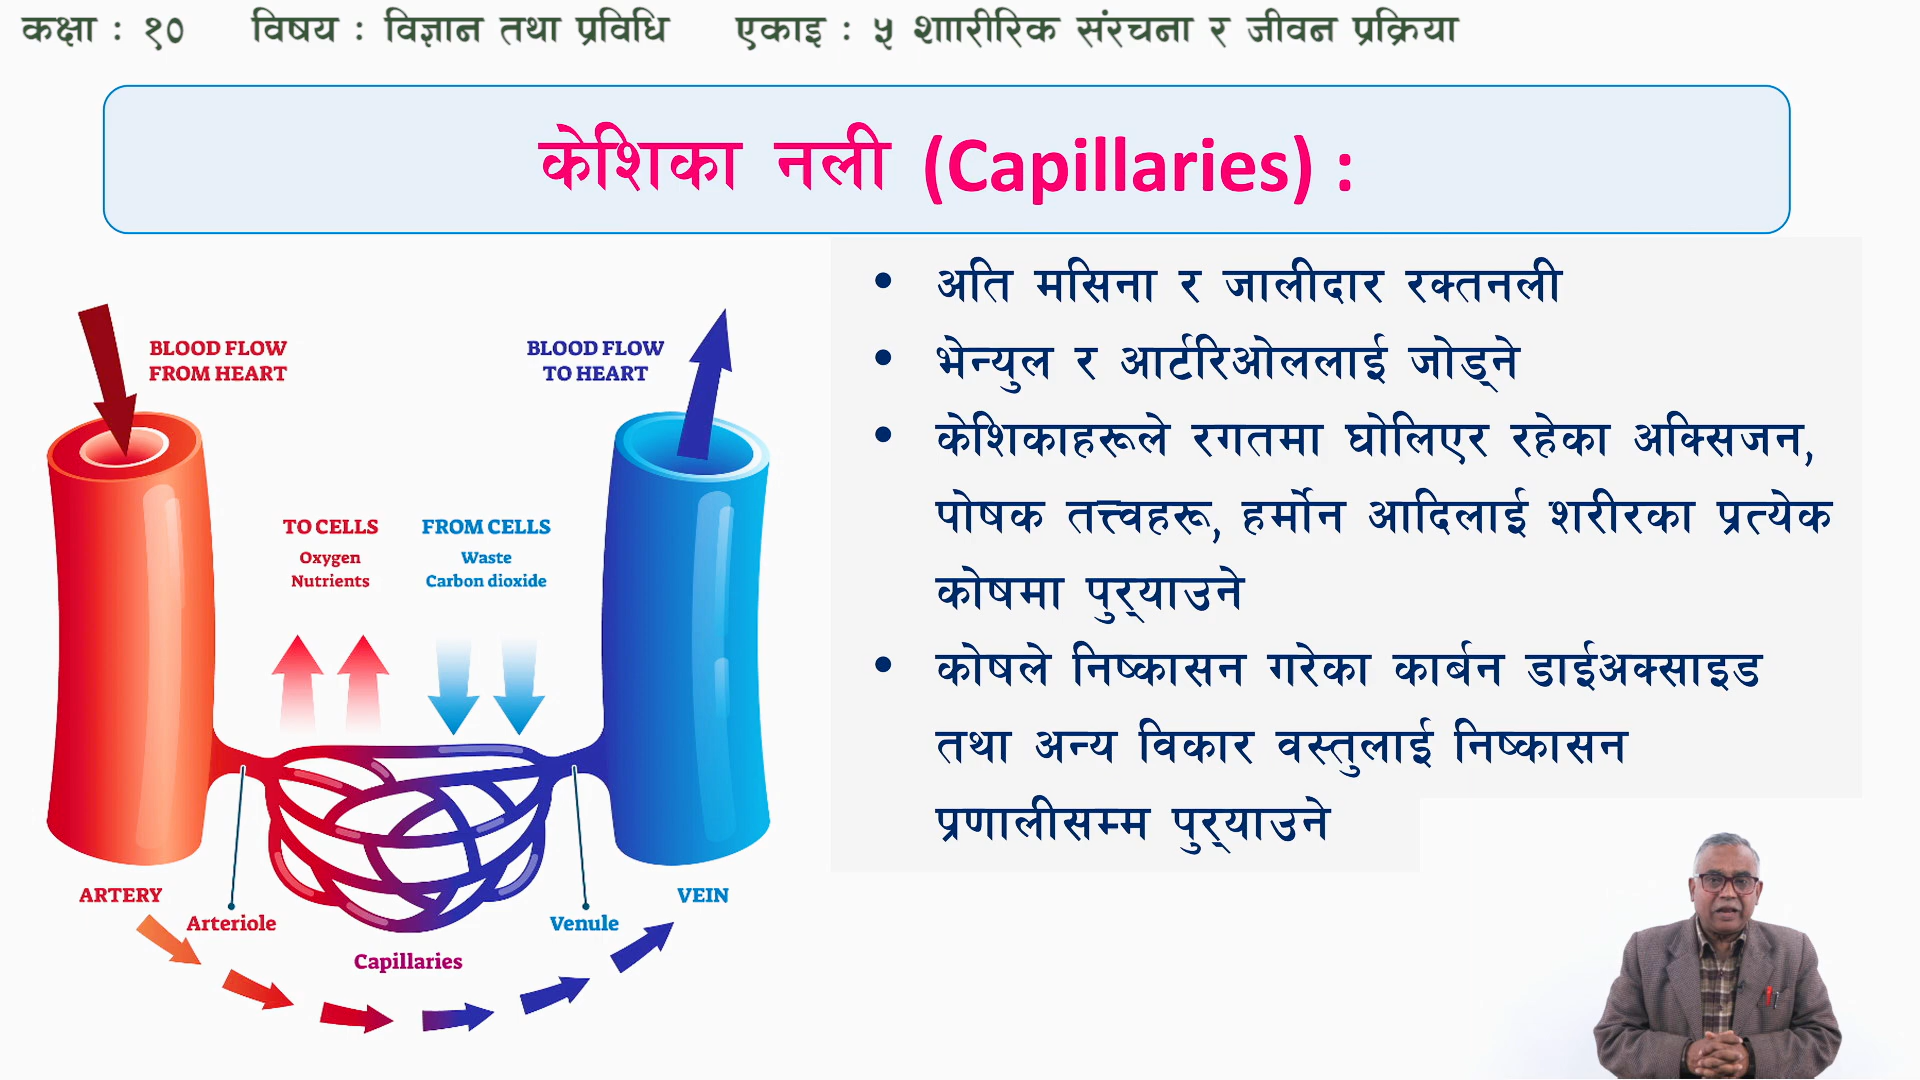 कक्षा : १० विषय : विज्ञान तथा प्रविधि एकाइ : ५ शाारीरिक संरचना र जीवन प्रक्रिया
केशिका नली (Capillaries) :
• अति मसिना र जालीदार रक्तनली
• भेन्युल र आर्टरिओललाई जोड्ने
• केशिकाहरूले रगतमा घोलिएर रहेका अक्सिजन,
पोषक तत्त्वहरू, हर्मोन आदिलाई शरीरका प्रत्येक
कोषमा पुर्‍याउने
• कोषले निष्कासन गरेका कार्बन डाईअक्साइड
तथा अन्य विकार वस्तुलाई निष्कासन
प्रणालीसम्म पुर्‍याउने
BLOOD FLOW
FROM HEART
BLOOD FLOW
TO HEART
TO CELLS
Oxygen
Nutrients
FROM CELLS
Waste
Carbon dioxide
ARTERY
Arteriole
Capillaries
Venule
VEIN